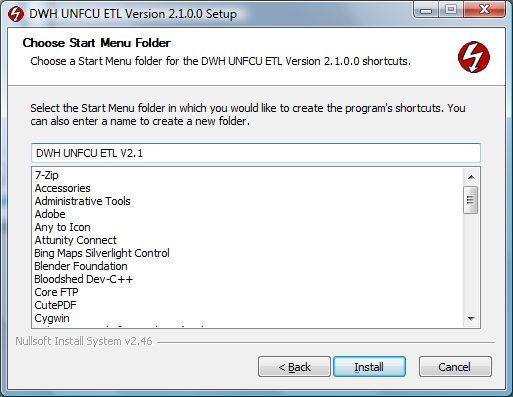 DWH UNFCU ETL Version 2.1.0.0 Setup
Choose Start Menu Folder
Choose a Start Menu folder for the DWH UNFCU ETL Version 2.1.0.0 shortcuts.
Select the Start Menu folder in which you would like to create the program's shortcuts. You
can also enter a name to create a new folder.
DWH UNFCU ETL V2.1
7-Zip
Accessories
Administrative Tools
Adobe
Any to Icon
Attunity Connect
Bing Maps Silverlight Control
Blender Foundation
Bloodshed Dev-C++
Core FTP
CutePDF
Cygwin
Nullsoft Install System v2.46
< Back
Install
Cancel